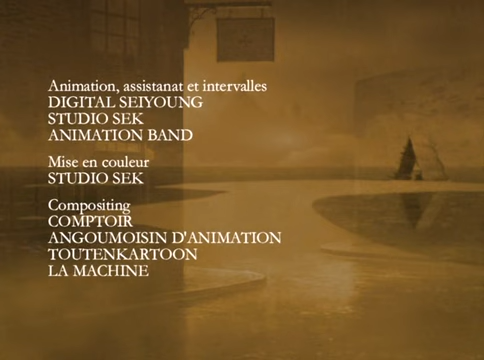 Animation, assistanat et intervalles
DIGITAL SEIYOUNG
STUDIO SEK
ANIMATION BAND
Mise en couleur
STUDIO SEK
Compositing
COMPTOIR
ANGOUMOISIN D'ANIMATION
TOUTENKARTOON
LA MACHINE